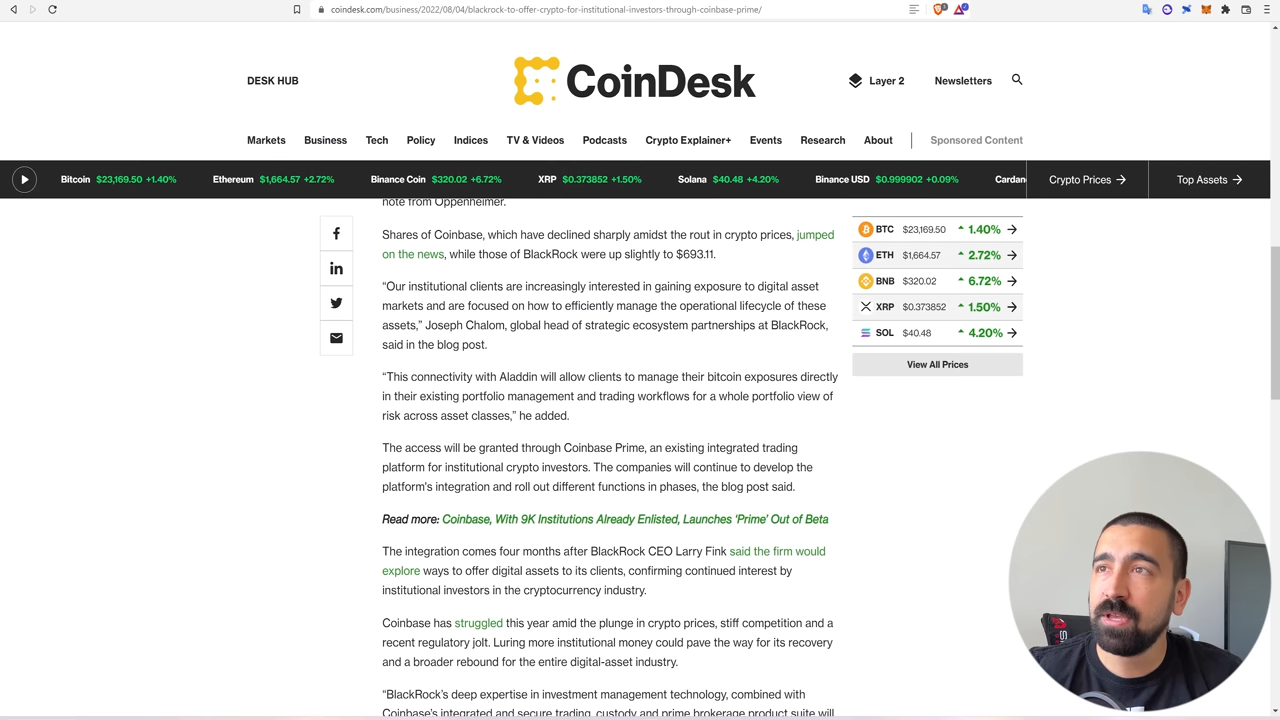 coindesk.com/business/2022/08/04/blackrock-to-offer-crypto-for-institutional-investors-through-coinbase-prime/
DESK HUB
CoinDesk
Layer 2
Newsletters
Markets Business Tech Policy Indices TV & Videos Podcasts Crypto Explainer+ Events Research About Sponsored Content
Bitcoin $23,169.50 +1.40% Ethereum $1,664.57 +2.72% Binance Coin $320.02 +6.72% XRP $0.373852 +1.50% Solana $40.48 +4.20% Binance USD $0.999902 +0.09% Cardan Crypto Prices → Top Assets →
note from Oppenheimer.
Shares of Coinbase, which have declined sharply amidst the rout in crypto prices, jumped
on the news, while those of BlackRock were up slightly to $693.11.
“Our institutional clients are increasingly interested in gaining exposure to digital asset
markets and are focused on how to efficiently manage the operational lifecycle of these
assets,” Joseph Chalom, global head of strategic ecosystem partnerships at BlackRock,
said in the blog post.
“This connectivity with Aladdin will allow clients to manage their bitcoin exposures directly
in their existing portfolio management and trading workflows for a whole portfolio view of
risk across asset classes,” he added.
The access will be granted through Coinbase Prime, an existing integrated trading
platform for institutional crypto investors. The companies will continue to develop the
platform's integration and roll out different functions in phases, the blog post said.
Read more: Coinbase, With 9K Institutions Already Enlisted, Launches ‘Prime’ Out of Beta
The integration comes four months after BlackRock CEO Larry Fink said the firm would
explore ways to offer digital assets to its clients, confirming continued interest by
institutional investors in the cryptocurrency industry.
Coinbase has struggled this year amid the plunge in crypto prices, stiff competition and a
recent regulatory jolt. Luring more institutional money could pave the way for its recovery
and a broader rebound for the entire digital-asset industry.
“BlackRock’s deep expertise in investment management technology, combined with
Coinbase’s integrated and secure trading, custody and prime brokerage product suite will
BTC $23,169.50 1.40% →
ETH $1,664.57 2.72% →
BNB $320.02 6.72% →
XRP $0.373852 1.50% →
SOL $40.48 4.20% →
View All Prices